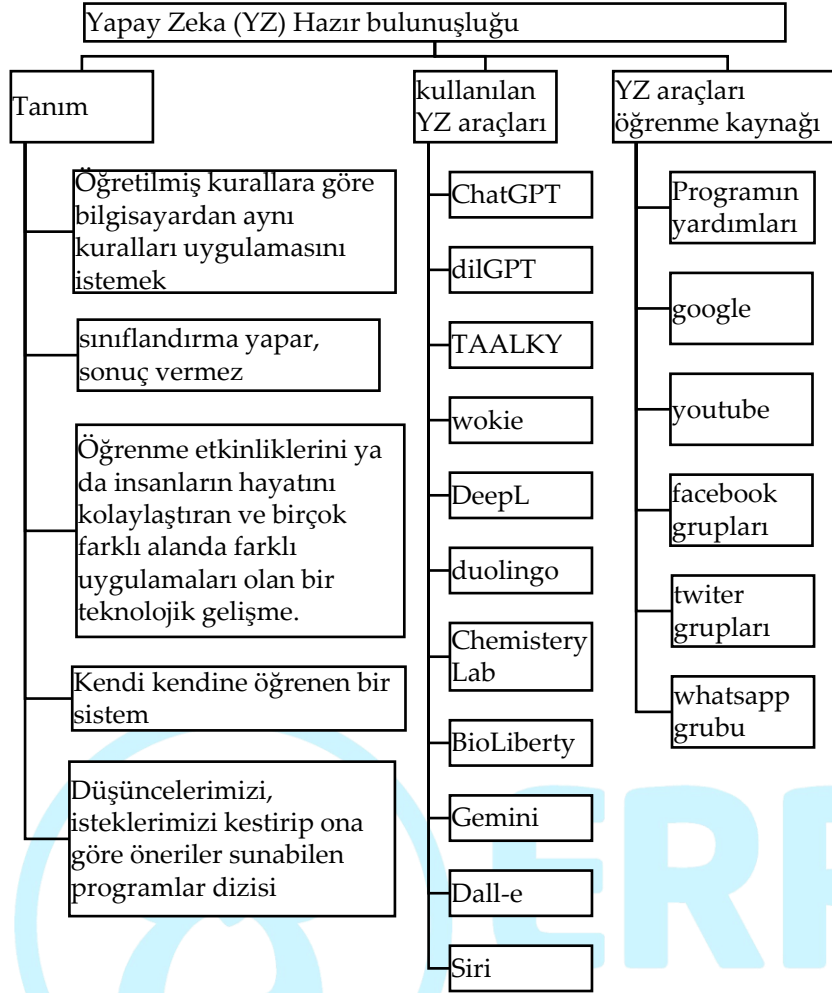 Yapay Zeka (YZ) Hazır bulunuşluğu
Tanım
Öğretilmiş kurallara göre
bilgisayardan aynı
kuralları uygulamasını
istemek
sınıflandırma yapar,
sonuç vermez
Öğrenme etkinliklerini ya
da insanların hayatını
kolaylaştıran ve birçok
farklı alanda farklı
uygulamaları olan bir
teknolojik gelişme.
Kendi kendine öğrenen bir
sistem
Düşüncelerimizi,
isteklerimizi kestirip ona
göre öneriler sunabilen
programlar dizisi
kullanılan
YZ araçları
ChatGPT
dilGPT
TAALKY
wokie
DeepL
duolingo
Chemistery
Lab
BioLiberty
Gemini
Dall-e
Siri
YZ araçları
öğrenme kaynağı
Programın
yardımları
google
youtube
facebook
grupları
twiter
grupları
whatsapp
grubu